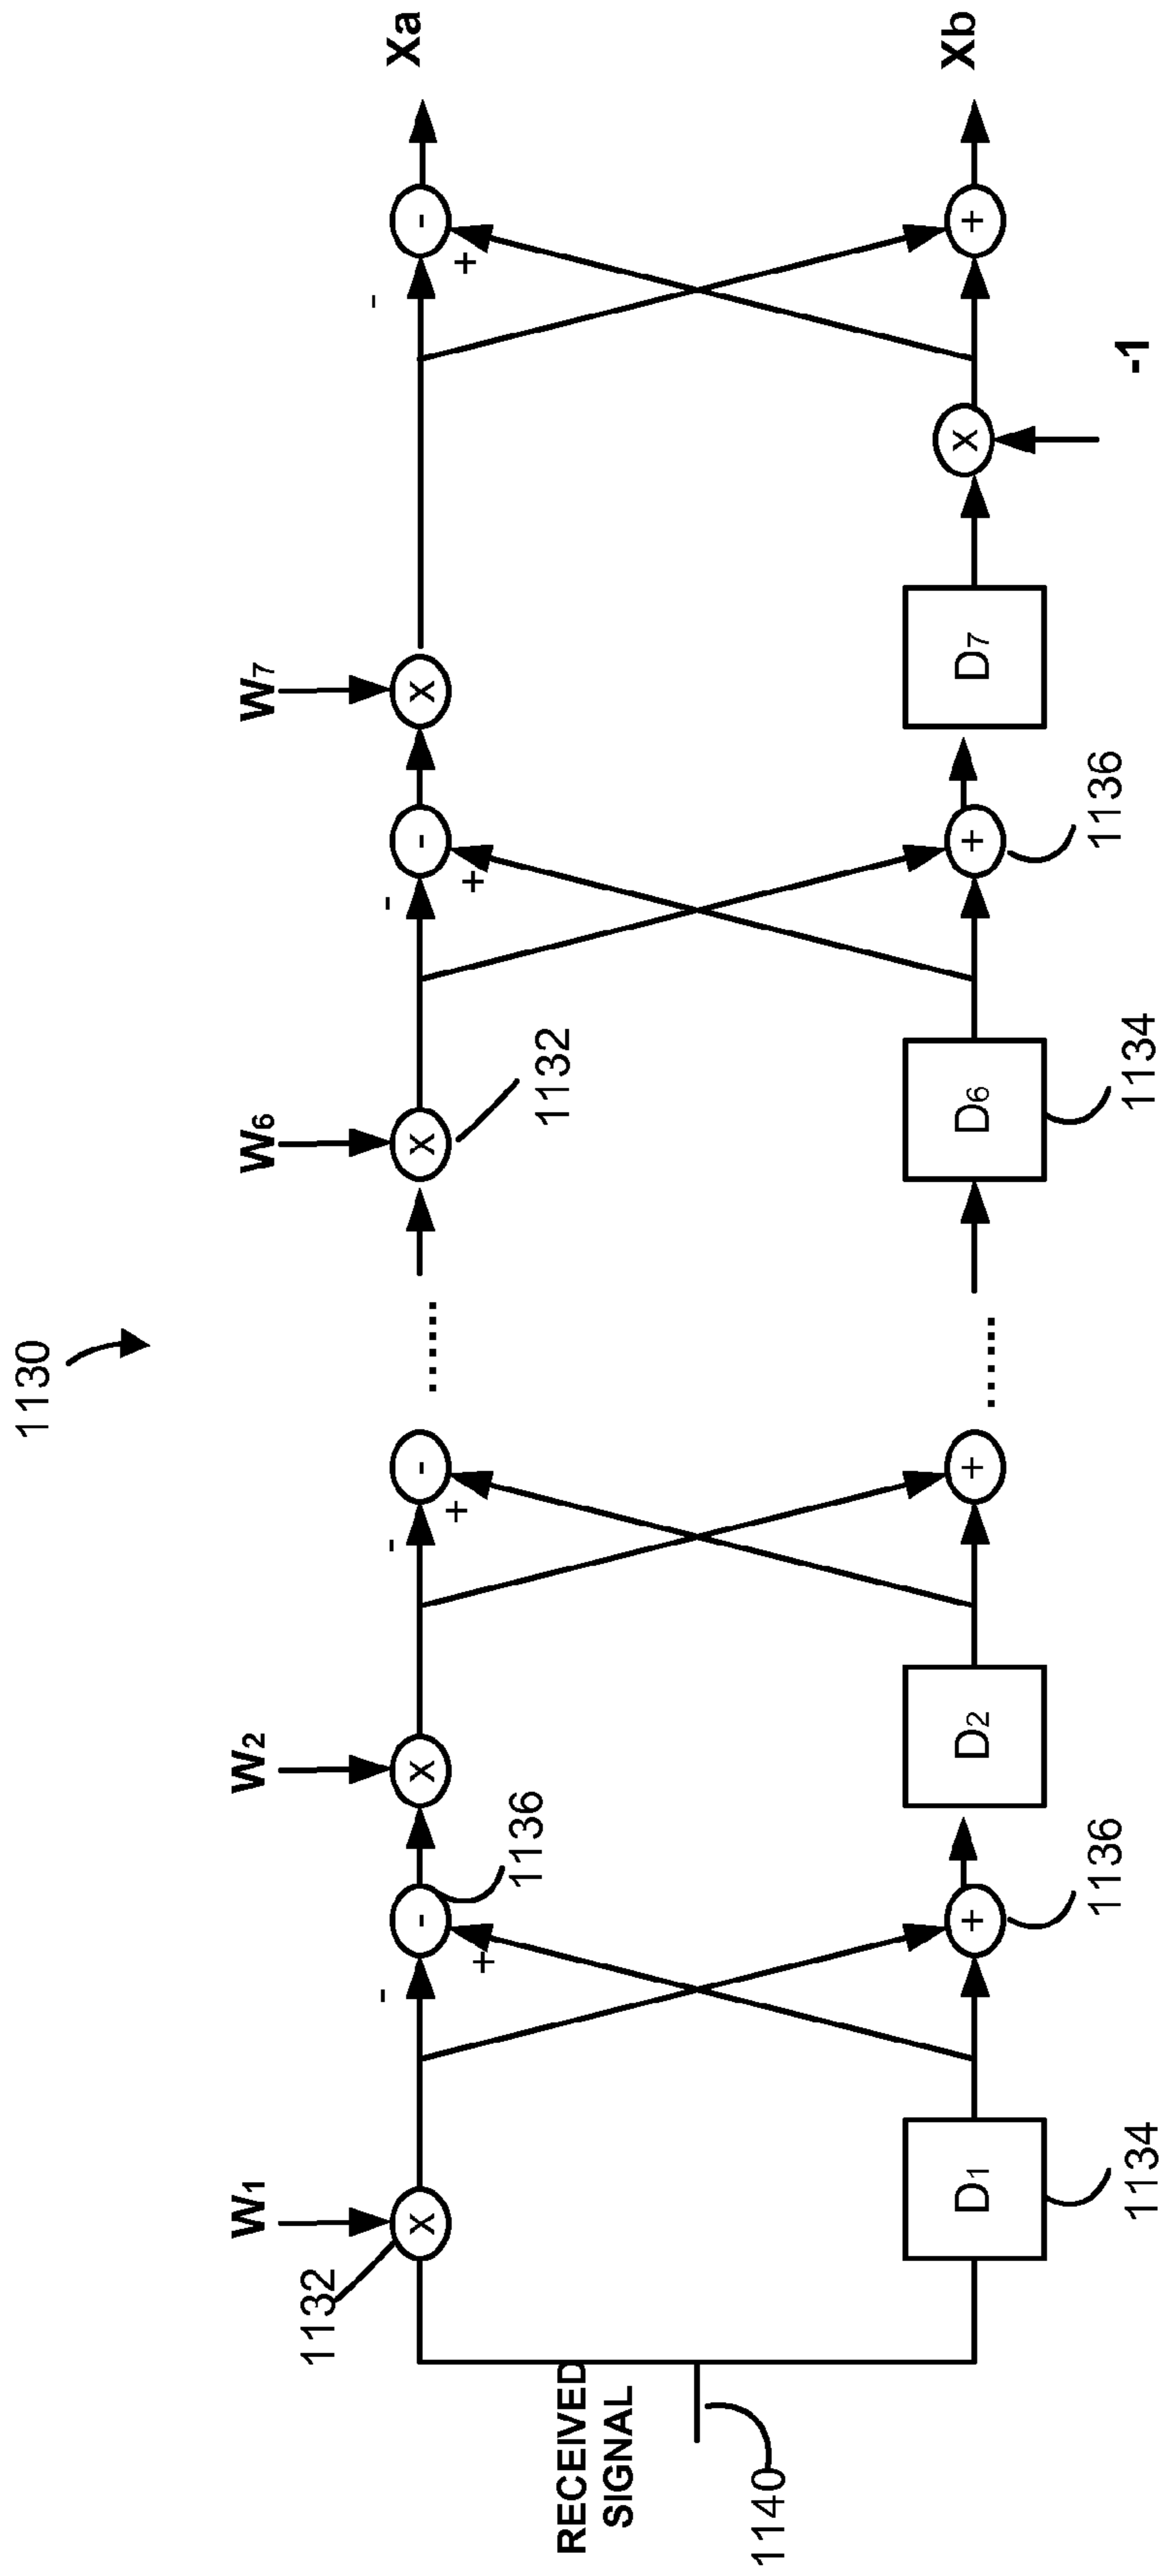 1130
W1
W2
W6
W7
1132
1132
-
+
-
+
-
+
-
+
x
-
x
-
x
-
x
-
Xa
1136
RECEIVED
SIGNAL
1140
D1
+
D2
+
......
......
D6
+
D7
x
+
Xb
1134
1136
1134
1136
-1